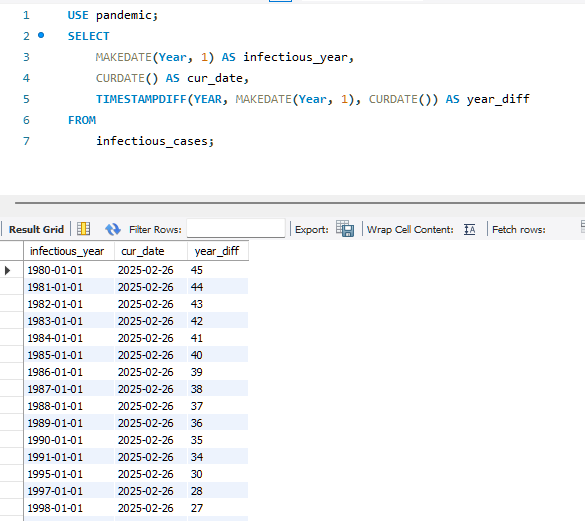 1 USE pandemic;
2 SELECT
3 MAKEDATE(Year, 1) AS infectious_year,
4 CURDATE() AS cur_date,
5 TIMESTAMPDIFF(YEAR, MAKEDATE(Year, 1), CURDATE()) AS year_diff
6 FROM
7 infectious_cases;
Result Grid Filter Rows: Export: Wrap Cell Content: Fetch rows:
infectious_year cur_date year_diff
1980-01-01 2025-02-26 45
1981-01-01 2025-02-26 44
1982-01-01 2025-02-26 43
1983-01-01 2025-02-26 42
1984-01-01 2025-02-26 41
1985-01-01 2025-02-26 40
1986-01-01 2025-02-26 39
1987-01-01 2025-02-26 38
1988-01-01 2025-02-26 37
1989-01-01 2025-02-26 36
1990-01-01 2025-02-26 35
1991-01-01 2025-02-26 34
1995-01-01 2025-02-26 30
1997-01-01 2025-02-26 28
1998-01-01 2025-02-26 27